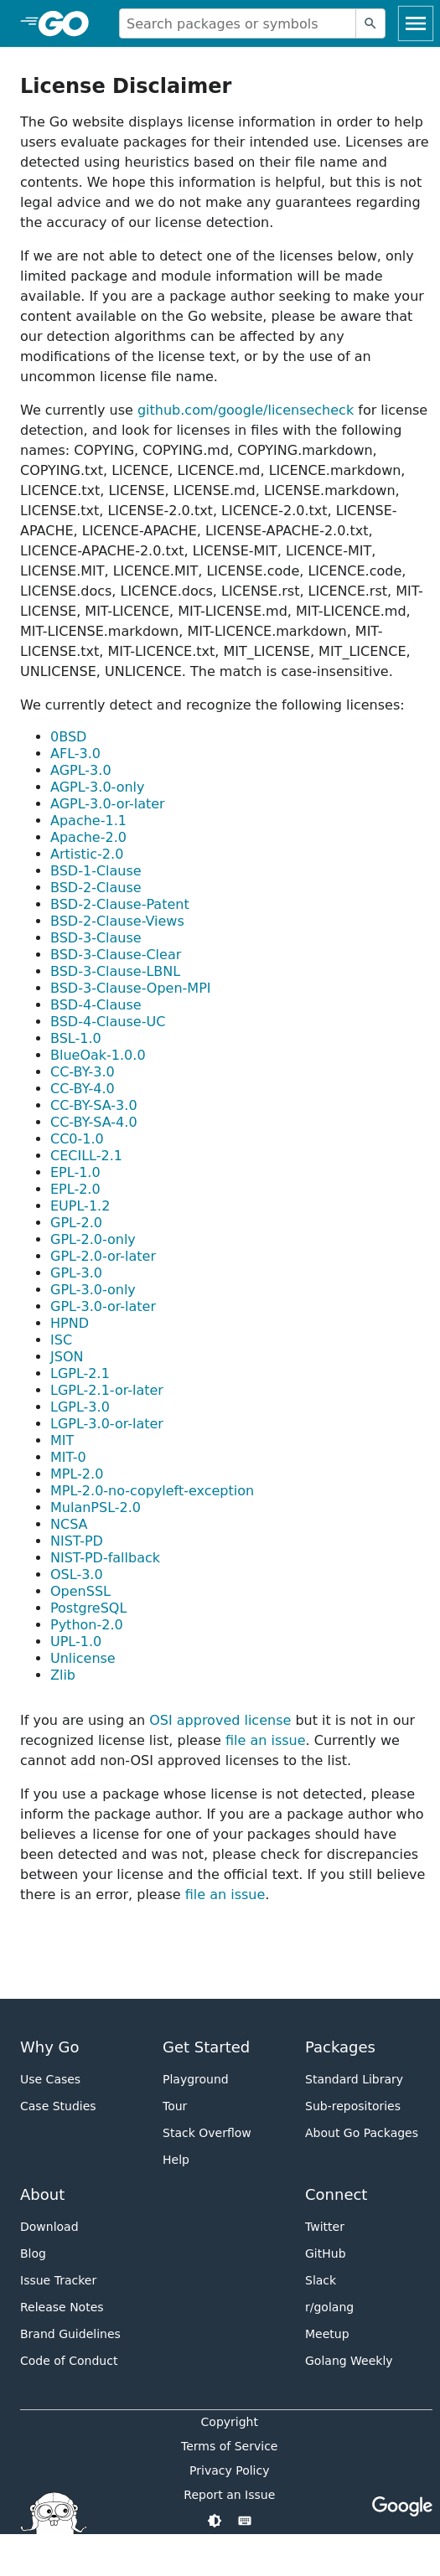 GO
Search packages or symbols
License Disclaimer
The Go website displays license information in order to help
users evaluate packages for their intended use. Licenses are
detected using heuristics based on their file name and
contents. We hope this information is helpful, but this is not
legal advice and we do not make any guarantees regarding
the accuracy of our license detection.
If we are not able to detect one of the licenses below, only
limited package and module information will be made
available. If you are a package author seeking to make your
content available on the Go website, please be aware that
our detection algorithms can be affected by any
modifications of the license text, or by the use of an
uncommon license file name.
We currently use github.com/google/licensecheck for license
detection, and look for licenses in files with the following
names: COPYING, COPYING.md, COPYING.markdown,
COPYING.txt, LICENCE, LICENCE.md, LICENCE.markdown,
LICENCE.txt, LICENSE, LICENSE.md, LICENSE.markdown,
LICENSE.txt, LICENSE-2.0.txt, LICENCE-2.0.txt, LICENSE-
APACHE, LICENCE-APACHE, LICENSE-APACHE-2.0.txt,
LICENCE-APACHE-2.0.txt, LICENSE-MIT, LICENCE-MIT,
LICENSE.MIT, LICENCE.MIT, LICENSE.code, LICENCE.code,
LICENSE.docs, LICENCE.docs, LICENSE.rst, LICENCE.rst, MIT-
LICENSE, MIT-LICENCE, MIT-LICENSE.md, MIT-LICENCE.md,
MIT-LICENSE.markdown, MIT-LICENCE.markdown, MIT-
LICENSE.txt, MIT-LICENCE.txt, MIT_LICENSE, MIT_LICENCE,
UNLICENSE, UNLICENCE. The match is case-insensitive.
We currently detect and recognize the following licenses:
0BSD
AFL-3.0
AGPL-3.0
AGPL-3.0-only
AGPL-3.0-or-later
Apache-1.1
Apache-2.0
Artistic-2.0
BSD-1-Clause
BSD-2-Clause
BSD-2-Clause-Patent
BSD-2-Clause-Views
BSD-3-Clause
BSD-3-Clause-Clear
BSD-3-Clause-LBNL
BSD-3-Clause-Open-MPI
BSD-4-Clause
BSD-4-Clause-UC
BSL-1.0
BlueOak-1.0.0
CC-BY-3.0
CC-BY-4.0
CC-BY-SA-3.0
CC-BY-SA-4.0
CC0-1.0
CECILL-2.1
EPL-1.0
EPL-2.0
EUPL-1.2
GPL-2.0
GPL-2.0-only
GPL-2.0-or-later
GPL-3.0
GPL-3.0-only
GPL-3.0-or-later
HPND
ISC
JSON
LGPL-2.1
LGPL-2.1-or-later
LGPL-3.0
LGPL-3.0-or-later
MIT
MIT-0
MPL-2.0
MPL-2.0-no-copyleft-exception
MulanPSL-2.0
NCSA
NIST-PD
NIST-PD-fallback
OSL-3.0
OpenSSL
PostgreSQL
Python-2.0
UPL-1.0
Unlicense
Zlib
If you are using an OSI approved license but it is not in our
recognized license list, please file an issue. Currently we
cannot add non-OSI approved licenses to the list.
If you use a package whose license is not detected, please
inform the package author. If you are a package author who
believes a license for one of your packages should have
been detected and was not, please check for discrepancies
between your license and the official text. If you still believe
there is an error, please file an issue.
Why Go
Use Cases
Case Studies
Get Started
Playground
Tour
Stack Overflow
Help
Packages
Standard Library
Sub-repositories
About Go Packages
About
Download
Blog
Issue Tracker
Release Notes
Brand Guidelines
Code of Conduct
Connect
Twitter
GitHub
Slack
r/golang
Meetup
Golang Weekly
Copyright
Terms of Service
Privacy Policy
Report an Issue
Google